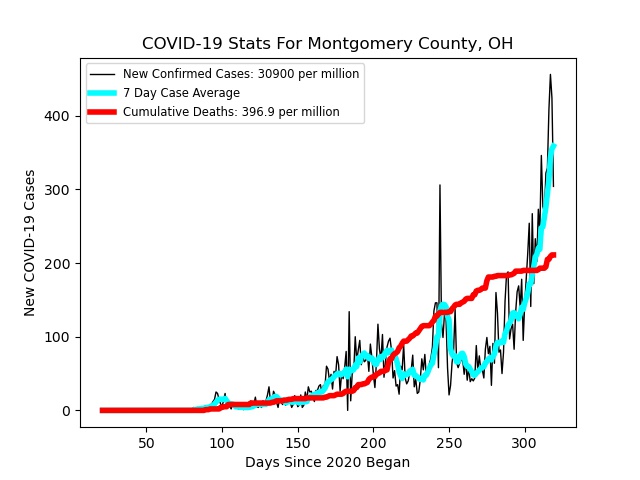 COVID-19 Stats For Montgomery County, OH
New Confirmed Cases: 30900 per million
7 Day Case Average
Cumulative Deaths: 396.9 per million
New COVID-19 Cases
400
300
200
100
0
50 100 150 200 250 300
Days Since 2020 Began